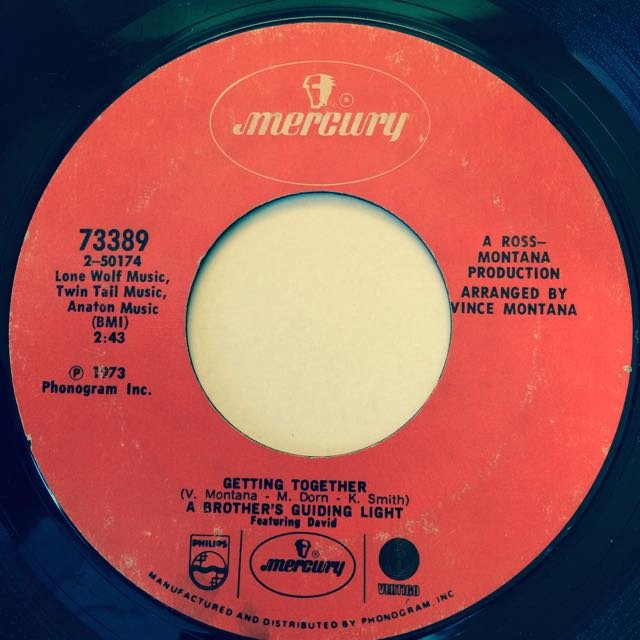 mercury
®
73389
2-50174
Lone Wolf Music,
Twin Tail Music,
Anaton Music
(BMI)
2:43
Ⓟ 1973
Phonogram Inc.
A ROSS-
MONTANA
PRODUCTION
ARRANGED BY
VINCE MONTANA
GETTING TOGETHER
(V. Montana - M. Dorn - K. Smith)
A BROTHER'S GUIDING LIGHT
Featuring David
PHILIPS
mercury
VERTIGO
MANUFACTURED AND DISTRIBUTED BY PHONOGRAM, INC